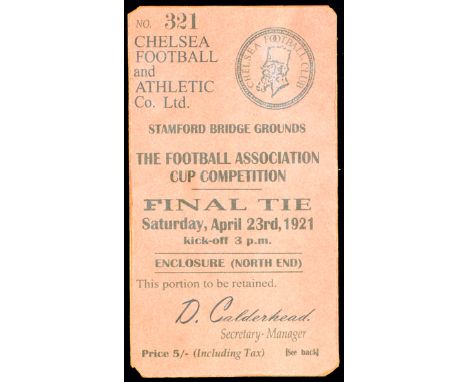 NO. 321
CHELSEA
FOOTBALL
and
ATHLETIC
Co. Ltd.
CHELSEA FOOTBALL CLUB
STAMFORD BRIDGE GROUNDS
THE FOOTBALL ASSOCIATION
CUP COMPETITION
FINAL TIE
Saturday, April 23rd, 1921
kick-off 3 p.m.
ENCLOSURE (NORTH END)
This portion to be retained.
D. Calderhead.
Secretary-Manager
Price 5/- (Including Tax) [See back]